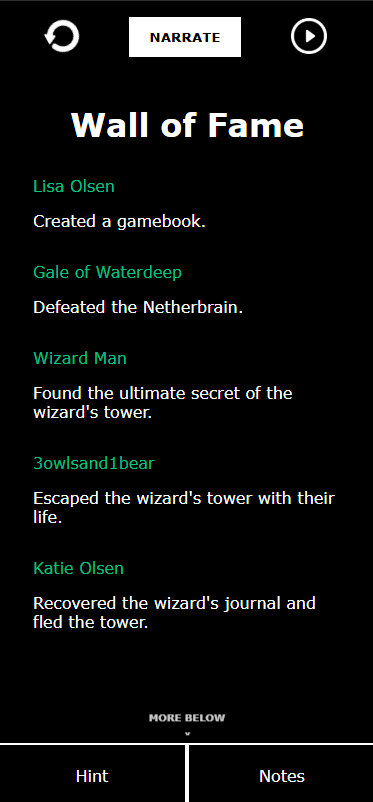 NARRATE
Wall of Fame
Lisa Olsen
Created a gamebook.
Gale of Waterdeep
Defeated the Netherbrain.
Wizard Man
Found the ultimate secret of the
wizard's tower.
3owlsand1bear
Escaped the wizard's tower with their
life.
Katie Olsen
Recovered the wizard's journal and
fled the tower.
MORE BELOW
Hint
Notes